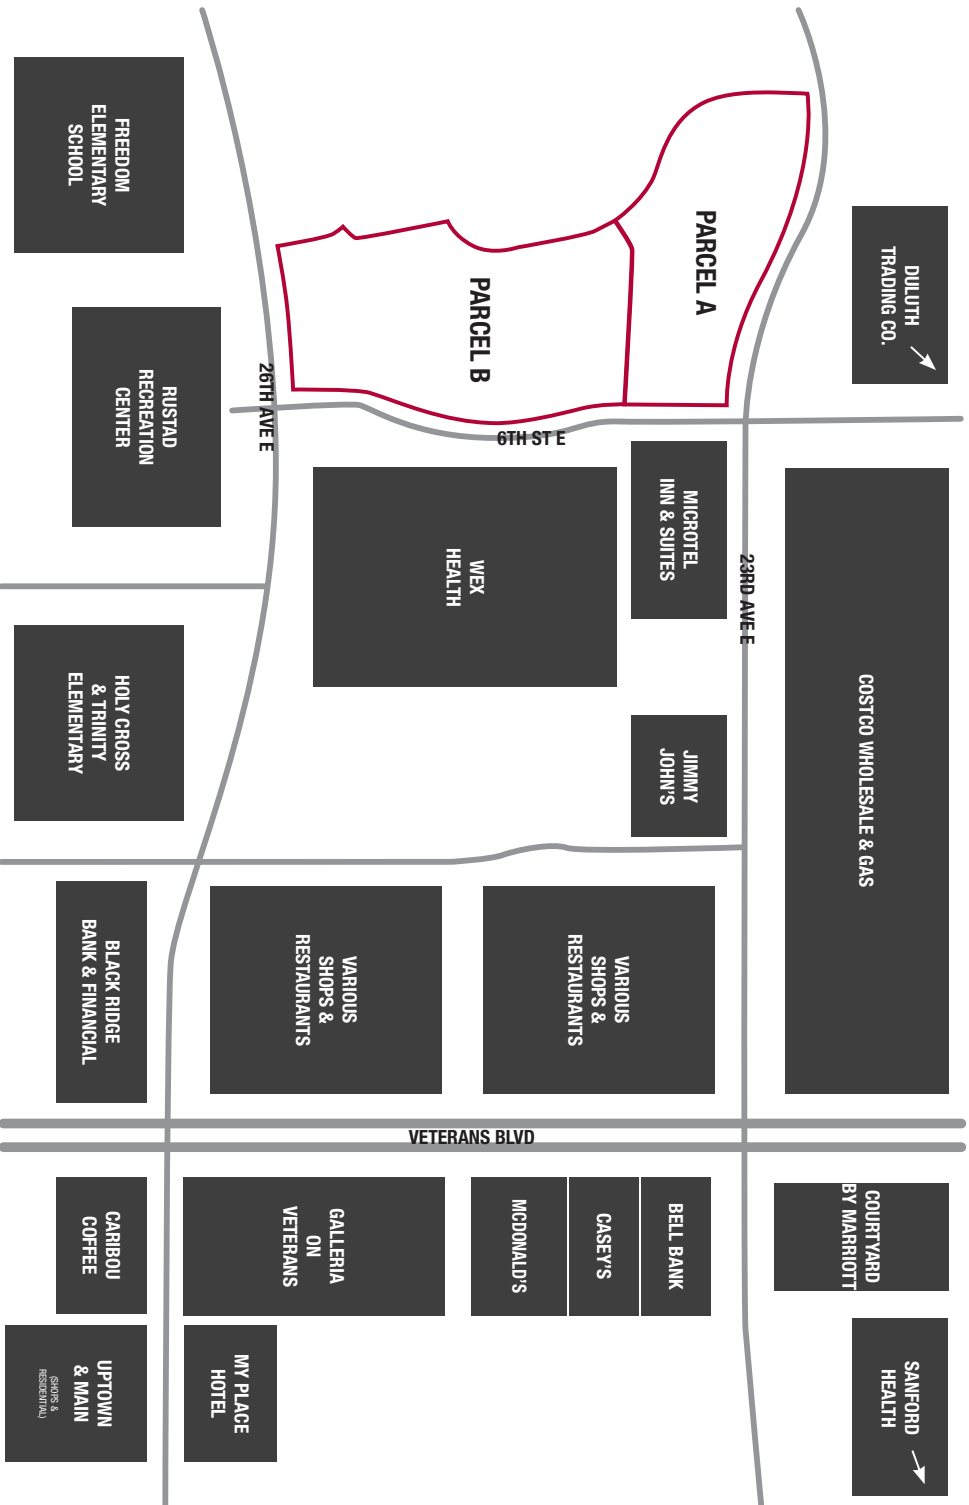 FREEDOM
ELEMENTARY
SCHOOL
PARCEL A
DULUTH
TRADING CO.
PARCEL B
RUSTAD
RECREATION
CENTER
26TH AVE E
6TH ST E
MICROTEL
INN & SUITES
WEX
HEALTH
23RD AVE E
HOLY CROSS
& TRINITY
ELEMENTARY
COSTCO WHOLESALE & GAS
JIMMY
JOHN'S
BLACK RIDGE
BANK & FINANCIAL
VARIOUS
SHOPS &
RESTAURANTS
VARIOUS
SHOPS &
RESTAURANTS
VETERANS BLVD
CARIBOU
COFFEE
GALLERIA
ON
VETERANS
MCDONALD'S
CASEY'S
BELL BANK
COURTYARD
BY MARRIOTT
UPTOWN
& MAIN
(SHOPS &
RESIDENTIAL)
MY PLACE
HOTEL
SANFORD
HEALTH